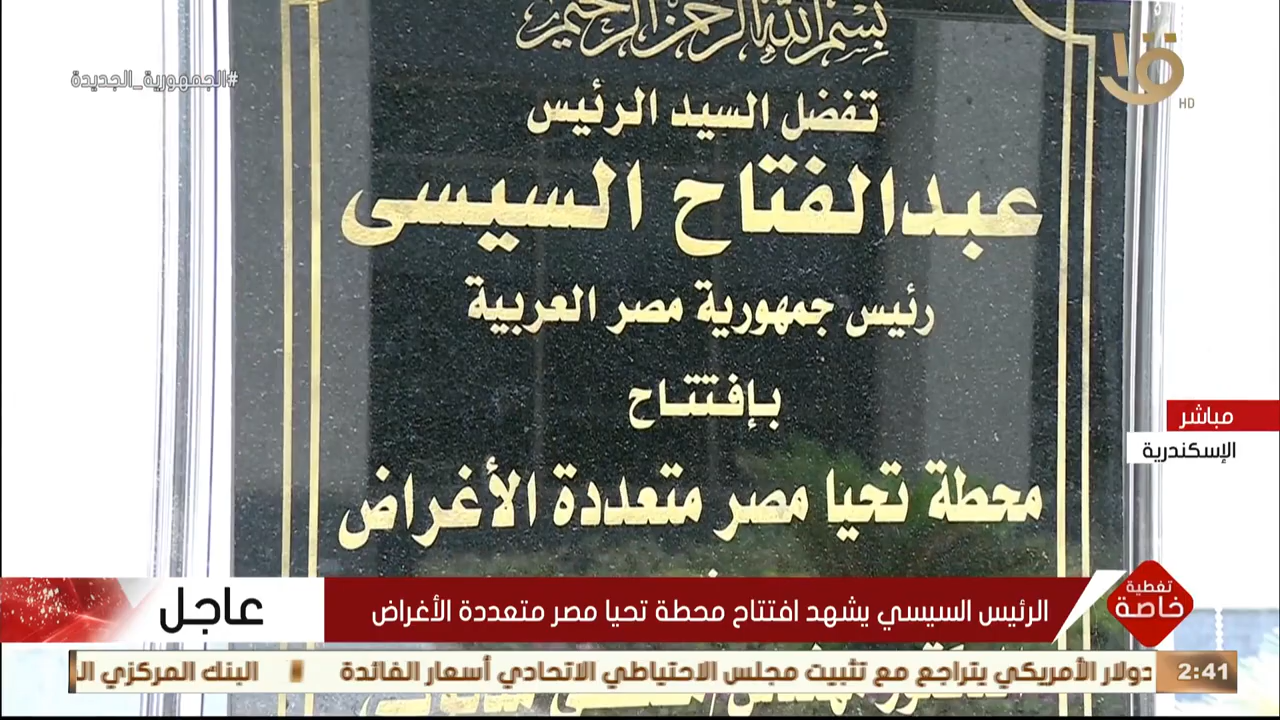 بسم الله الرحمن الرحيم
#الجمهورية_الجديدة
HD
تفضل السيد الرئيس
عبدالفتاح السيسى
رئيس جمهورية مصر العربية
بإفتتاح
مباشر
الإسكندرية
محطة تحيا مصر متعددة الأغراض
تغطية
خاصة
عاجل
الرئيس السيسي يشهد افتتاح محطة تحيا مصر متعددة الأغراض
2:41
دولار الأمريكي يتراجع مع تثبيت مجلس الاحتياطي الاتحادي أسعار الفائدة
البنك المركزي ال